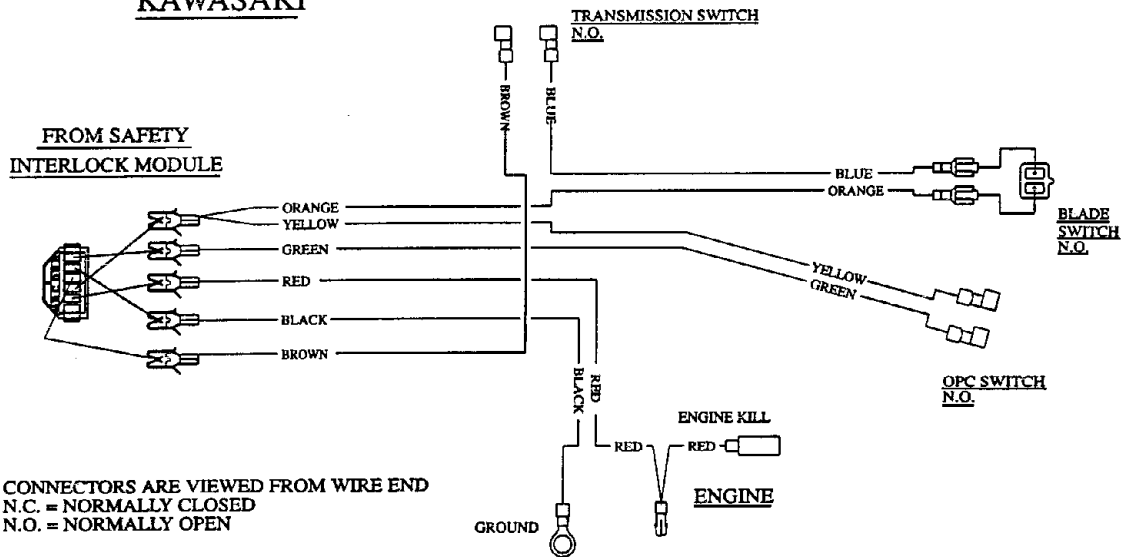 KAWASAKI
TRANSMISSION SWITCH
N.O.
BROWN
BLUE
FROM SAFETY
INTERLOCK MODULE
BLUE
ORANGE
BLADE
SWITCH
N.O.
ORANGE
YELLOW
GREEN
RED
BLACK
BROWN
YELLOW
GREEN
OPC SWITCH
N.O.
BLACK
RED
ENGINE KILL
RED
RED
ENGINE
GROUND
CONNECTORS ARE VIEWED FROM WIRE END
N.C. = NORMALLY CLOSED
N.O. = NORMALLY OPEN